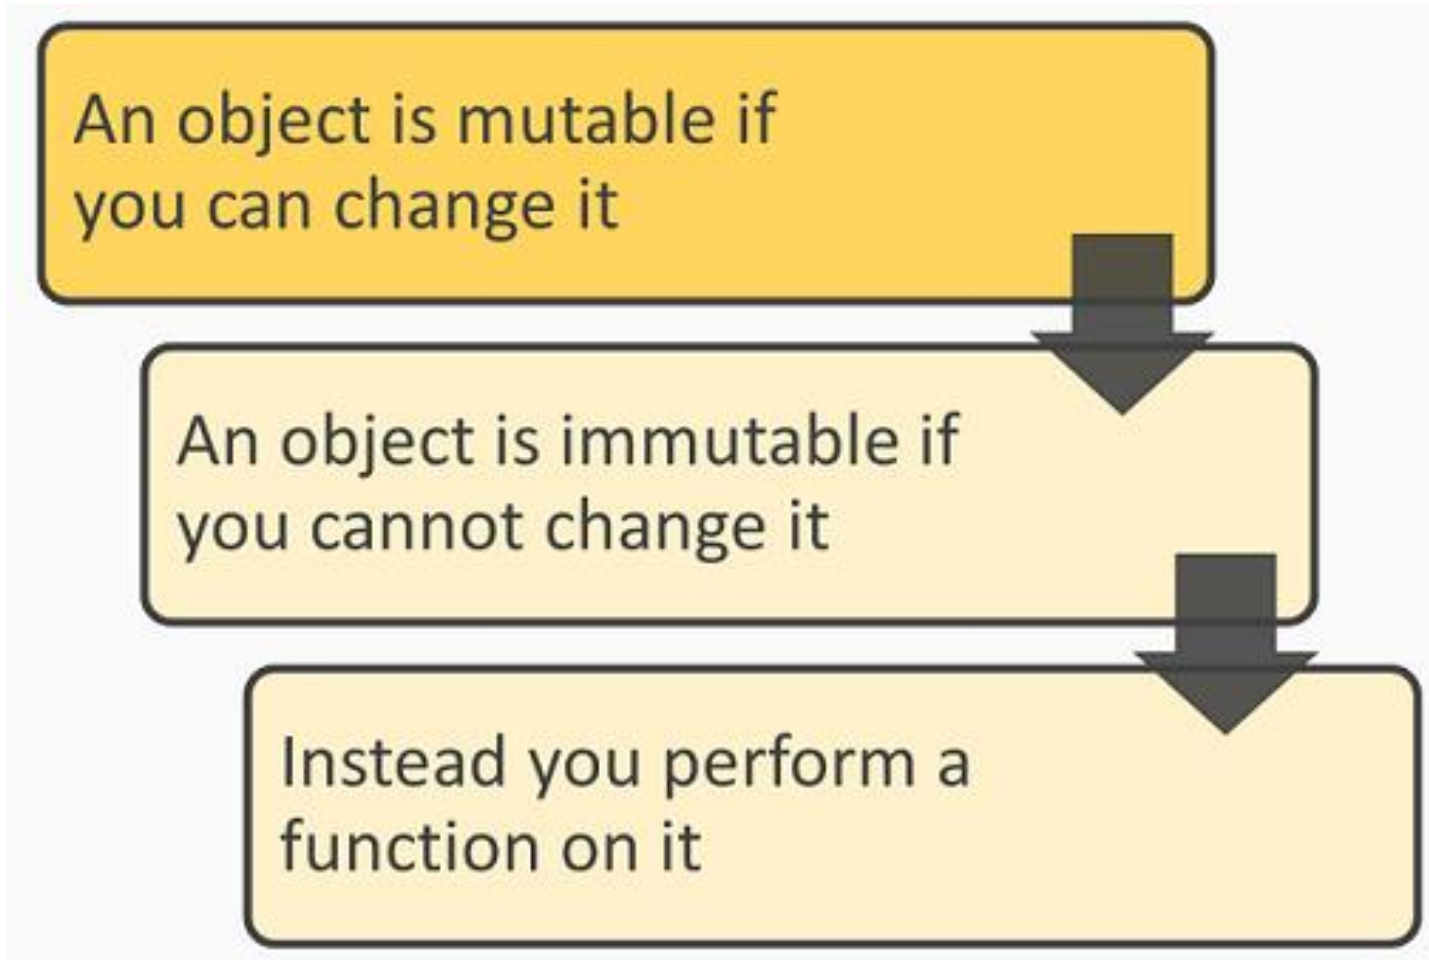 An object is mutable if
you can change it
An object is immutable if
you cannot change it
Instead you perform a
function on it